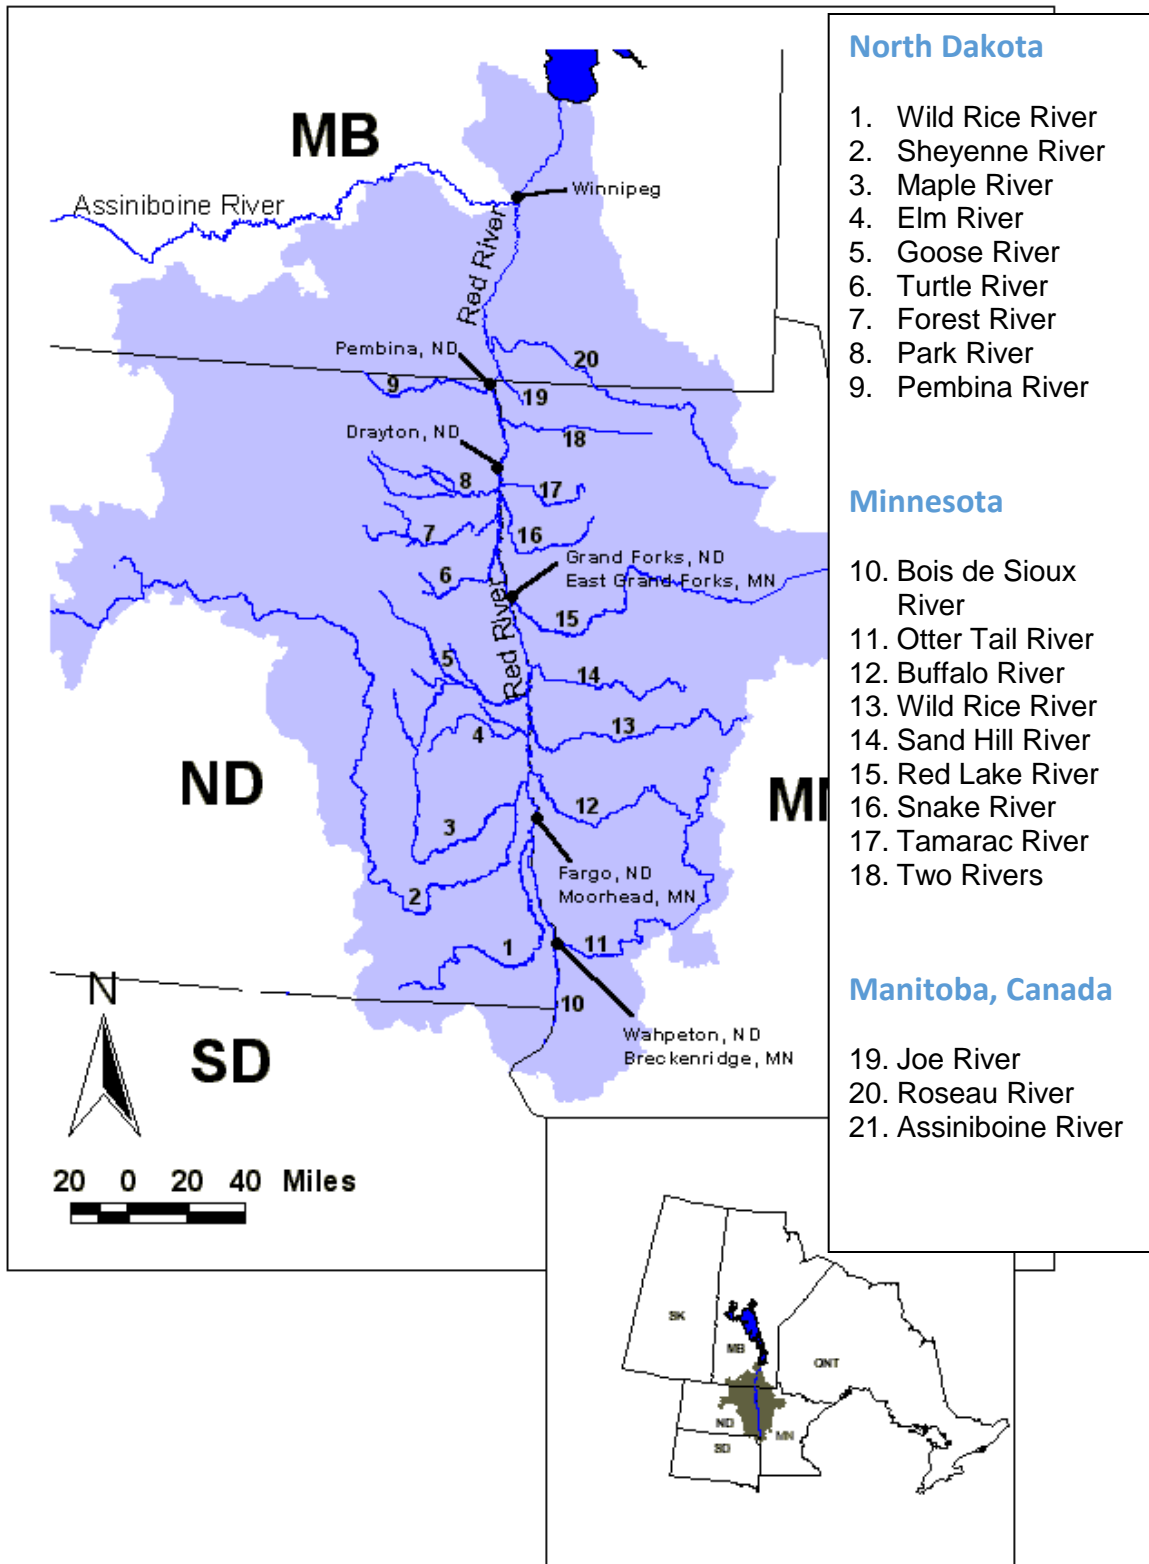 MB
Assiniboine River
Winnipeg
Red River
Pembina, ND
20
9
19
Drayton, ND
18
8
17
7
16
Grand Forks, ND
East Grand Forks, MN
6
15
Red River
5
14
13
4
ND
12
3
Fargo, ND
Moorhead, MN
2
1
11
10
N
Wahpeton, ND
Breckenridge, MN
SD
20 0 20 40 Miles
North Dakota
1. Wild Rice River
2. Sheyenne River
3. Maple River
4. Elm River
5. Goose River
6. Turtle River
7. Forest River
8. Park River
9. Pembina River
Minnesota
10. Bois de Sioux
River
11. Otter Tail River
12. Buffalo River
13. Wild Rice River
14. Sand Hill River
15. Red Lake River
16. Snake River
17. Tamarac River
18. Two Rivers
Manitoba, Canada
19. Joe River
20. Roseau River
21. Assiniboine River
SK
MB
ONT
ND
MN
SD